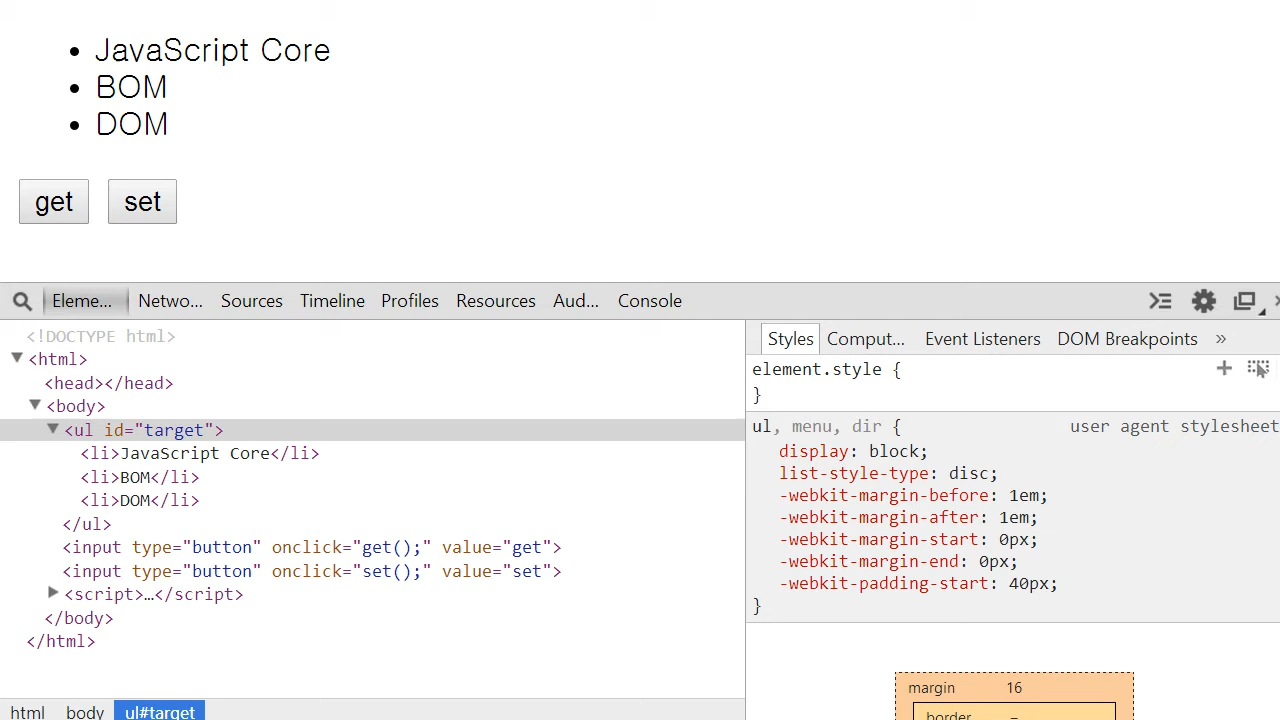 JavaScript Core
BOM
DOM
get set
Eleme... Netwo... Sources Timeline Profiles Resources Aud... Console
<!DOCTYPE html>
<html>
<head></head>
<body>
<ul id="target">
<li>JavaScript Core</li>
<li>BOM</li>
<li>DOM</li>
</ul>
<input type="button" onclick="get();" value="get">
<input type="button" onclick="set();" value="set">
<script>…</script>
</body>
</html>
html body ul#target
Styles Comput... Event Listeners DOM Breakpoints »
element.style {
}
ul, menu, dir { user agent stylesheet
display: block;
list-style-type: disc;
-webkit-margin-before: 1em;
-webkit-margin-after: 1em;
-webkit-margin-start: 0px;
-webkit-margin-end: 0px;
-webkit-padding-start: 40px;
}
margin 16
border –